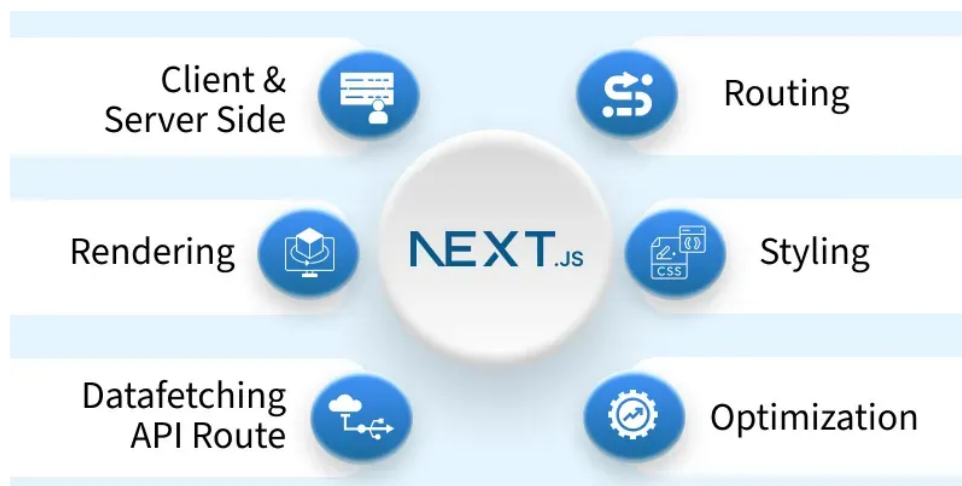 Client &
Server Side
Routing
NEXT.JS
Rendering
Styling
CSS
Datafetching
API Route
Optimization